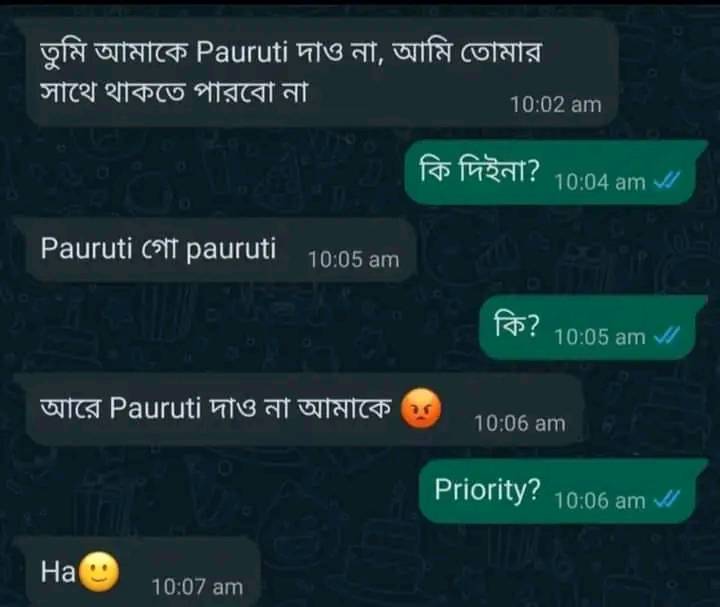 তুমি আমাকে Pauruti দাও না, আমি তোমার
সাথে থাকতে পারবো না
10:02 am
কি দিইনা? 10:04 am
Pauruti গো pauruti 10:05 am
কি? 10:05 am
আরে Pauruti দাও না আমাকে 😡 10:06 am
Priority? 10:06 am
Ha🙂 10:07 am